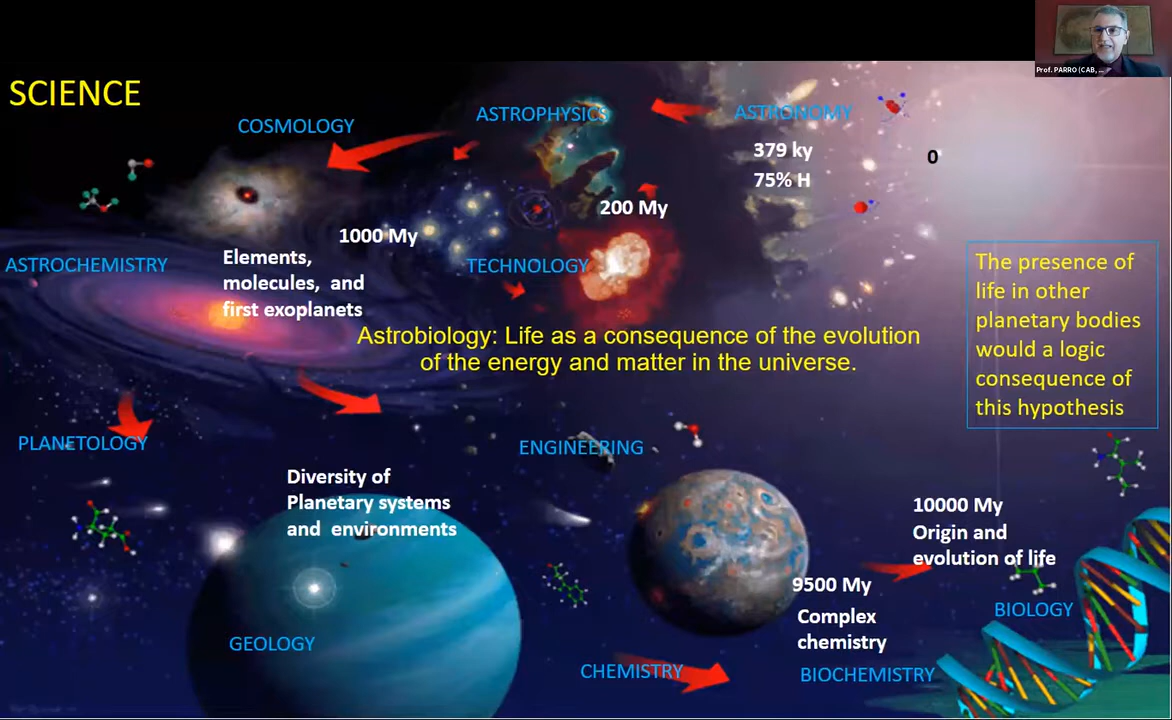 Prof. PARRO (CAB, ...
SCIENCE
COSMOLOGY
ASTROPHYSICS
ASTRONOMY
379 ky
75% H
0
200 My
1000 My
ASTROCHEMISTRY
Elements,
molecules, and
first exoplanets
TECHNOLOGY
The presence of
life in other
planetary bodies
would a logic
consequence of
this hypothesis
Astrobiology: Life as a consequence of the evolution
of the energy and matter in the universe.
PLANETOLOGY
ENGINEERING
Diversity of
Planetary systems
and environments
10000 My
Origin and
evolution of life
9500 My
Complex
chemistry
BIOLOGY
GEOLOGY
CHEMISTRY
BIOCHEMISTRY